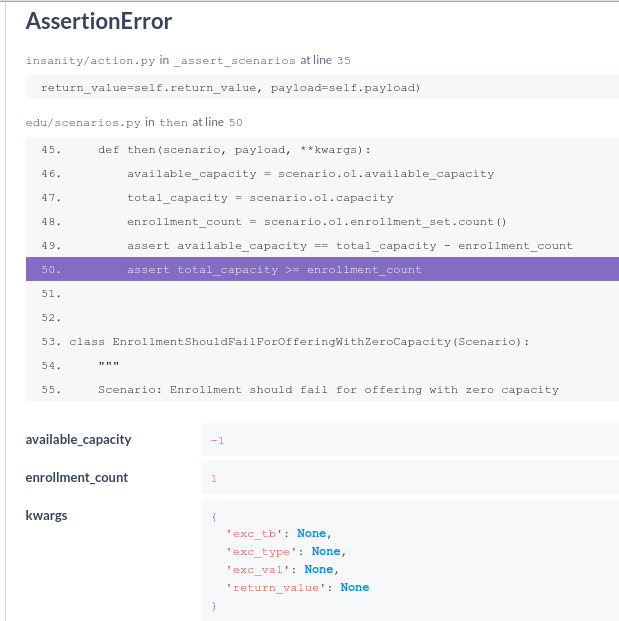 AssertionError
insanity/action.py in _assert_scenarios at line 35
return_value=self.return_value, payload=self.payload)
edu/scenarios.py in then at line 50
45. def then(scenario, payload, **kwargs):
46. available_capacity = scenario.ol.available_capacity
47. total_capacity = scenario.ol.capacity
48. enrollment_count = scenario.ol.enrollment_set.count()
49. assert available_capacity == total_capacity - enrollment_count
50. assert total_capacity >= enrollment_count
51.
52.
53. class EnrollmentShouldFailForOfferingWithZeroCapacity(Scenario):
54. """
55. Scenario: Enrollment should fail for offering with zero capacity
available_capacity -1
enrollment_count 1
kwargs {
'exc_tb': None,
'exc_type': None,
'exc_val': None,
'return_value': None
}